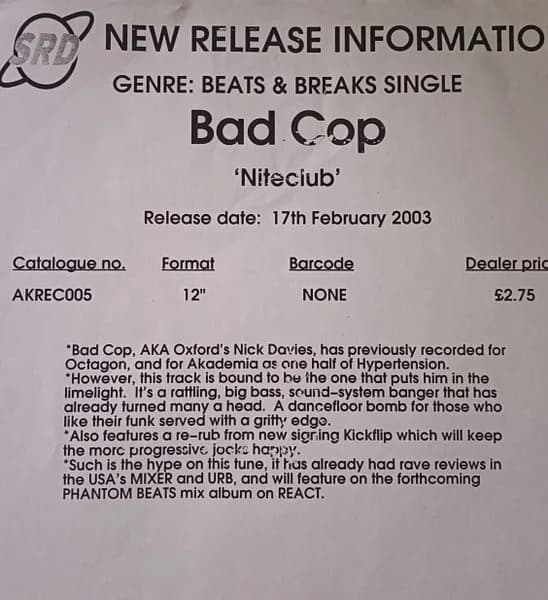 SRD
NEW RELEASE INFORMATIO
GENRE: BEATS & BREAKS SINGLE
Bad Cop
'Niteclub'
Release date: 17th February 2003
Catalogue no. Format Barcode Dealer pric
AKREC005 12" NONE £2.75
*Bad Cop, AKA Oxford's Nick Davies, has previously recorded for
Octagon, and for Akademia as one half of Hypertension.
*However, this track is bound to be the one that puts him in the
limelight. It's a rattling, big bass, sound-system banger that has
already turned many a head. A dancefloor bomb for those who
like their funk served with a gritty edge.
*Also features a re-rub from new signing Kickflip which will keep
the more progressive jocks happy.
*Such is the hype on this tune, it has already had rave reviews in
the USA's MIXER and URB, and will feature on the forthcoming
PHANTOM BEATS mix album on REACT.